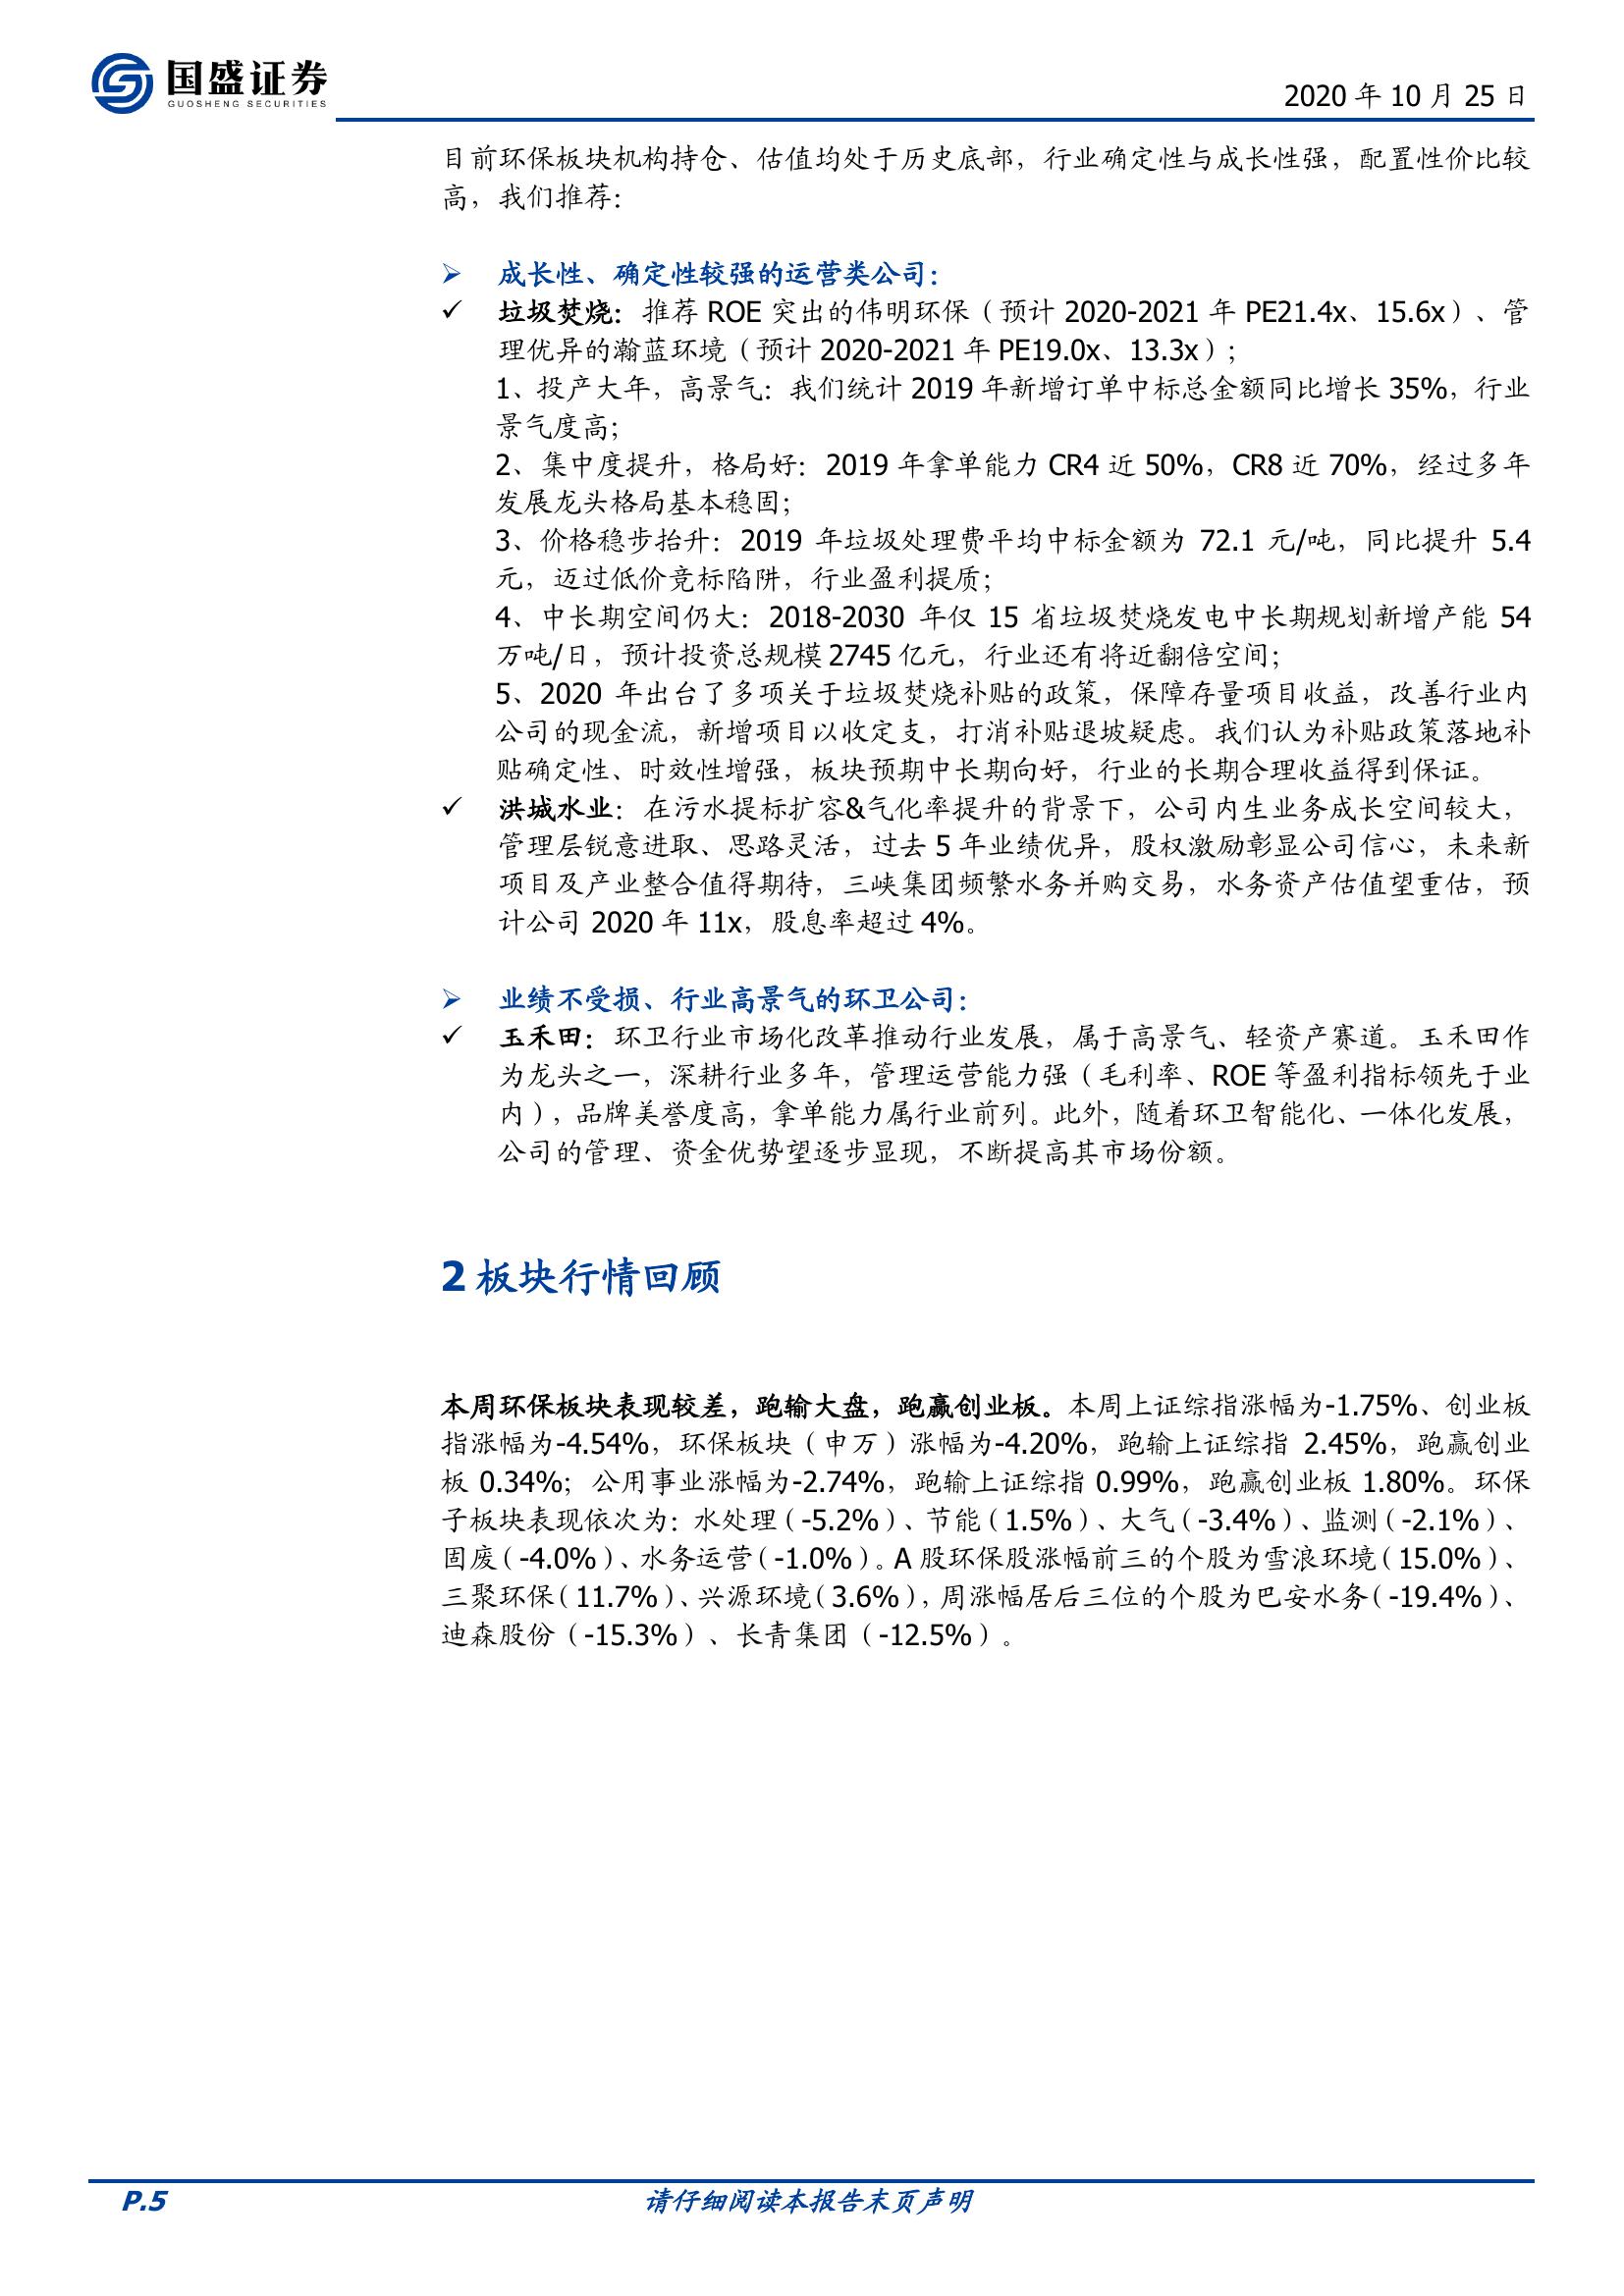 国盛证券
GUOSHENG SECURITIES
2020 年 10 月 25 日
目前环保板块机构持仓、估值均处于历史底部，行业确定性与成长性强，配置性价比较
高，我们推荐：
➢ 成长性、确定性较强的运营类公司：
✓ 垃圾焚烧：推荐 ROE 突出的伟明环保（预计 2020-2021 年 PE21.4x、15.6x）、管
理优异的瀚蓝环境（预计 2020-2021 年 PE19.0x、13.3x）；
1、投产大年，高景气：我们统计 2019 年新增订单中标总金额同比增长 35%，行业
景气度高；
2、集中度提升，格局好：2019 年拿单能力 CR4 近 50%，CR8 近 70%，经过多年
发展龙头格局基本稳固；
3、价格稳步抬升：2019 年垃圾处理费平均中标金额为 72.1 元/吨，同比提升 5.4
元，迈过低价竞标陷阱，行业盈利提质；
4、中长期空间仍大：2018-2030 年仅 15 省垃圾焚烧发电中长期规划新增产能 54
万吨/日，预计投资总规模 2745 亿元，行业还有将近翻倍空间；
5、2020 年出台了多项关于垃圾焚烧补贴的政策，保障存量项目收益，改善行业内
公司的现金流，新增项目以收定支，打消补贴退坡疑虑。我们认为补贴政策落地补
贴确定性、时效性增强，板块预期中长期向好，行业的长期合理收益得到保证。
✓ 洪城水业：在污水提标扩容&气化率提升的背景下，公司内生业务成长空间较大，
管理层锐意进取、思路灵活，过去 5 年业绩优异，股权激励彰显公司信心，未来新
项目及产业整合值得期待，三峡集团频繁水务并购交易，水务资产估值望重估，预
计公司 2020 年 11x，股息率超过 4%。
➢ 业绩不受损、行业高景气的环卫公司：
✓ 玉禾田：环卫行业市场化改革推动行业发展，属于高景气、轻资产赛道。玉禾田作
为龙头之一，深耕行业多年，管理运营能力强（毛利率、ROE 等盈利指标领先于业
内），品牌美誉度高，拿单能力属行业前列。此外，随着环卫智能化、一体化发展，
公司的管理、资金优势望逐步显现，不断提高其市场份额。
2 板块行情回顾
本周环保板块表现较差，跑输大盘，跑赢创业板。本周上证综指涨幅为-1.75%、创业板
指涨幅为-4.54%，环保板块（申万）涨幅为-4.20%，跑输上证综指 2.45%，跑赢创业
板 0.34%；公用事业涨幅为-2.74%，跑输上证综指 0.99%，跑赢创业板 1.80%。环保
子板块表现依次为：水处理（-5.2%）、节能（1.5%）、大气（-3.4%）、监测（-2.1%）、
固废（-4.0%）、水务运营（-1.0%）。A 股环保股涨幅前三的个股为雪浪环境（15.0%）、
三聚环保（11.7%）、兴源环境（3.6%），周涨幅居后三位的个股为巴安水务（-19.4%）、
迪森股份（-15.3%）、长青集团（-12.5%）。
P.5
请仔细阅读本报告末页声明